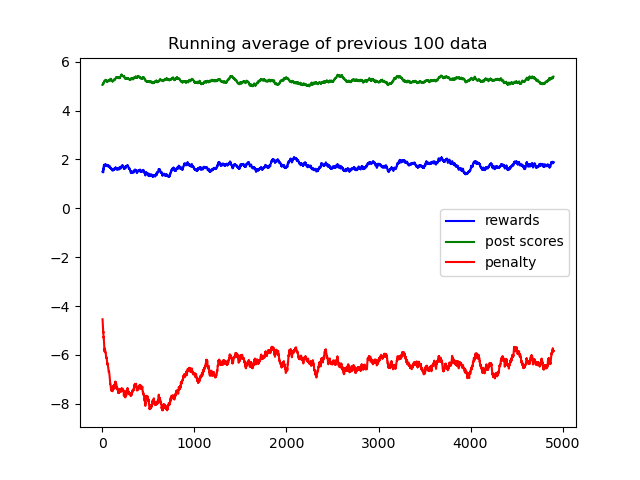 Running average of previous 100 data
6
4
2
0
−2
−4
−6
−8
rewards
post scores
penalty
0 1000 2000 3000 4000 5000